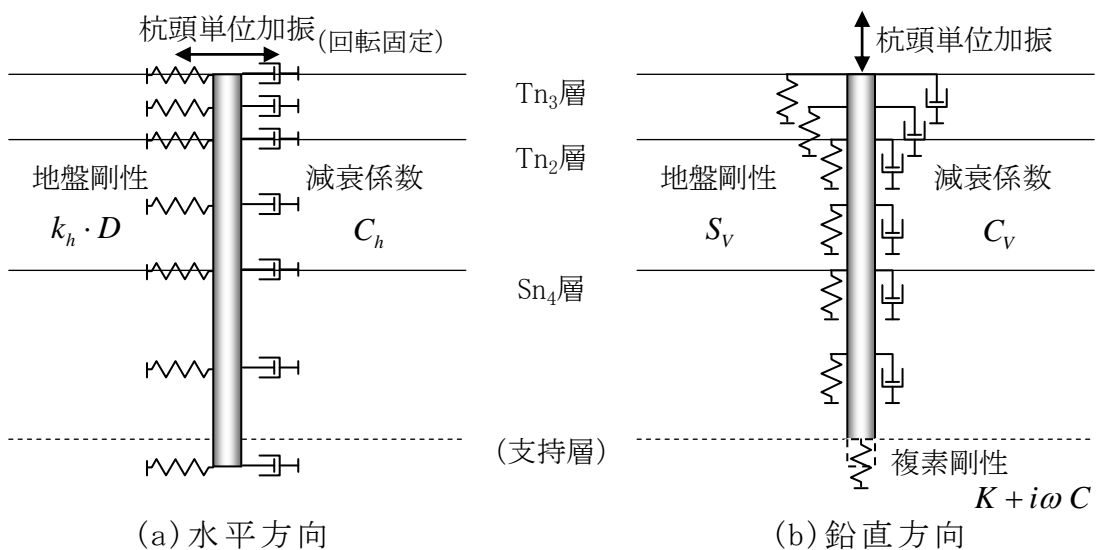 杭頭単位加振(回転固定)
地盤剛性
k_h・D
減衰係数
C_h
(a)水平方向
Tn₃層
Tn₂層
Sn₄層
(支持層)
杭頭単位加振
地盤剛性
S_V
減衰係数
C_V
複素剛性
K + iω C
(b)鉛直方向